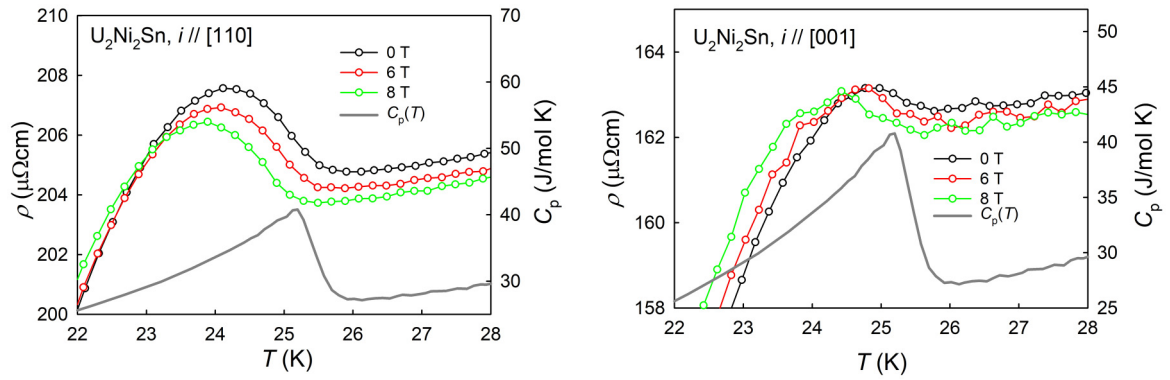 U₂Ni₂Sn, i // [110]
0 T
6 T
8 T
Cₚ(T)
210
208
206
204
202
200
ρ (μΩcm)
70
60
50
40
30
Cₚ (J/mol K)
22 23 24 25 26 27 28
T (K)
U₂Ni₂Sn, i // [001]
164
162
160
158
ρ (μΩcm)
0 T
6 T
8 T
Cₚ(T)
50
45
40
35
30
25
Cₚ (J/mol K)
22 23 24 25 26 27 28
T (K)